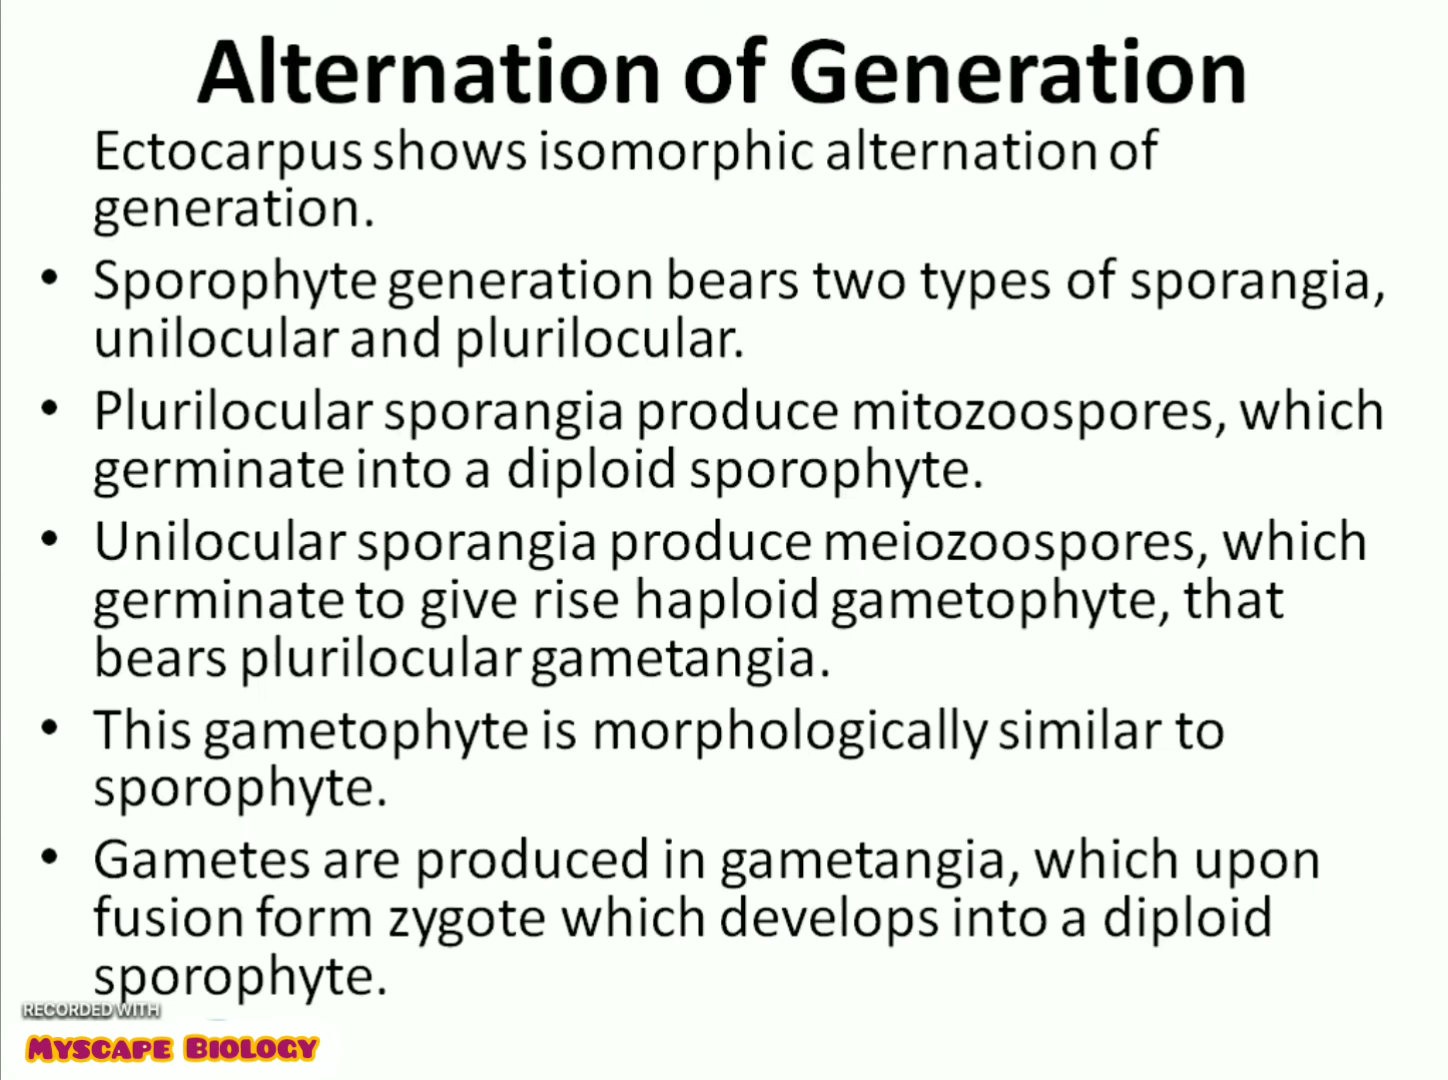 Alternation of Generation
Ectocarpus shows isomorphic alternation of
generation.
• Sporophyte generation bears two types of sporangia,
unilocular and plurilocular.
• Plurilocular sporangia produce mitozoospores, which
germinate into a diploid sporophyte.
• Unilocular sporangia produce meiozoospores, which
germinate to give rise haploid gametophyte, that
bears plurilocular gametangia.
• This gametophyte is morphologically similar to
sporophyte.
• Gametes are produced in gametangia, which upon
fusion form zygote which develops into a diploid
sporophyte.
RECORDED WITH
Myscape Biology